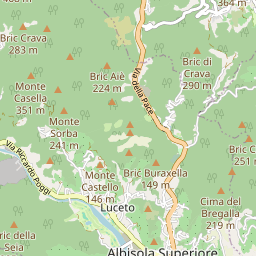 364 m
Bric Crava
283 m
Bric Aiè
224 m
Via della Pace
Bric di
Crava
290 m
Monte
Casella
351 m
Monte
Sorba
241 m
Via Riccardo Poggi
Bric C
251
Monte
Castello
146 m
Bric Buraxella
149 m
Luceto
Cima del
Bregalla
219 m
Bric della
Seia
Albisola Superiore